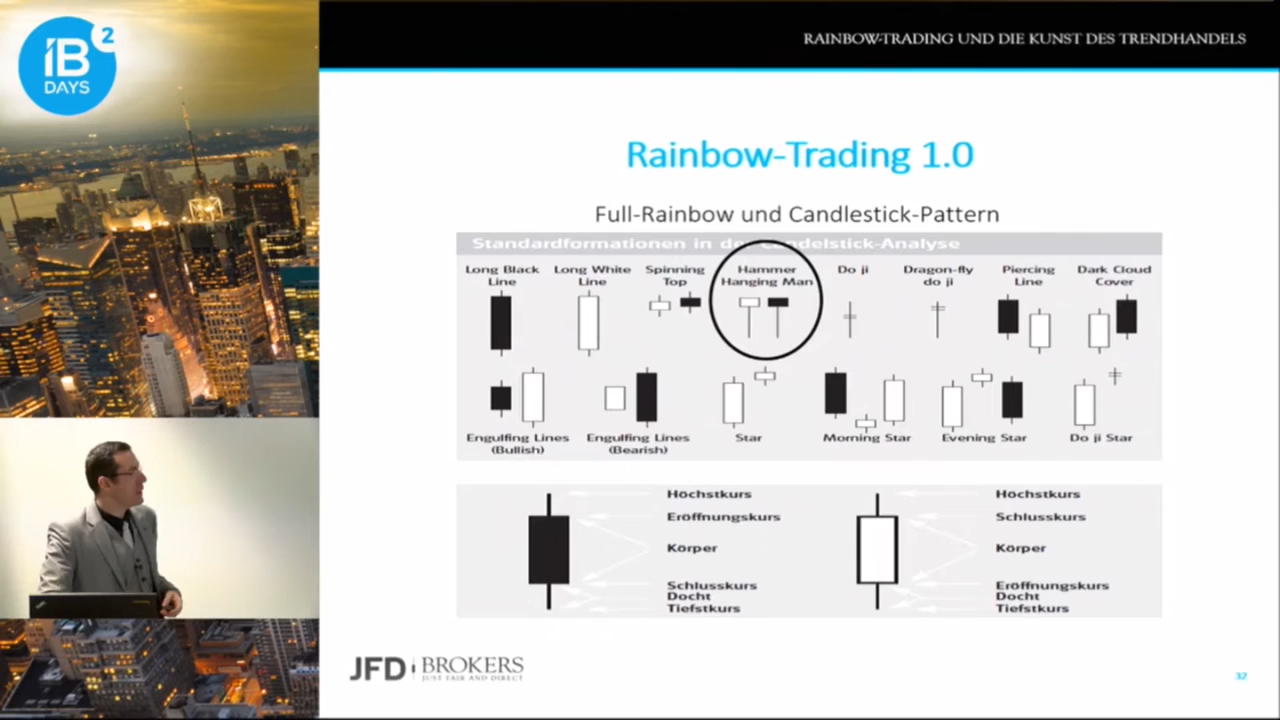 IB 2
DAYS
RAINBOW-TRADING UND DIE KUNST DES TRENDHANDELS
Rainbow-Trading 1.0
Full-Rainbow und Candlestick-Pattern
Standardformationen in der Candelstick-Analyse
Long Black Line
Long White Line
Spinning Top
Hammer Hanging Man
Do ji
Dragon-fly do ji
Piercing Line
Dark Cloud Cover
Engulfing Lines (Bullish)
Engulfing Lines (Bearish)
Star
Morning Star
Evening Star
Do ji Star
Höchstkurs
Eröffnungskurs
Körper
Schlusskurs
Docht
Tiefstkurs
Höchstkurs
Schlusskurs
Körper
Eröffnungskurs
Docht
Tiefstkurs
JFD BROKERS
JUST FAIR AND DIRECT
32